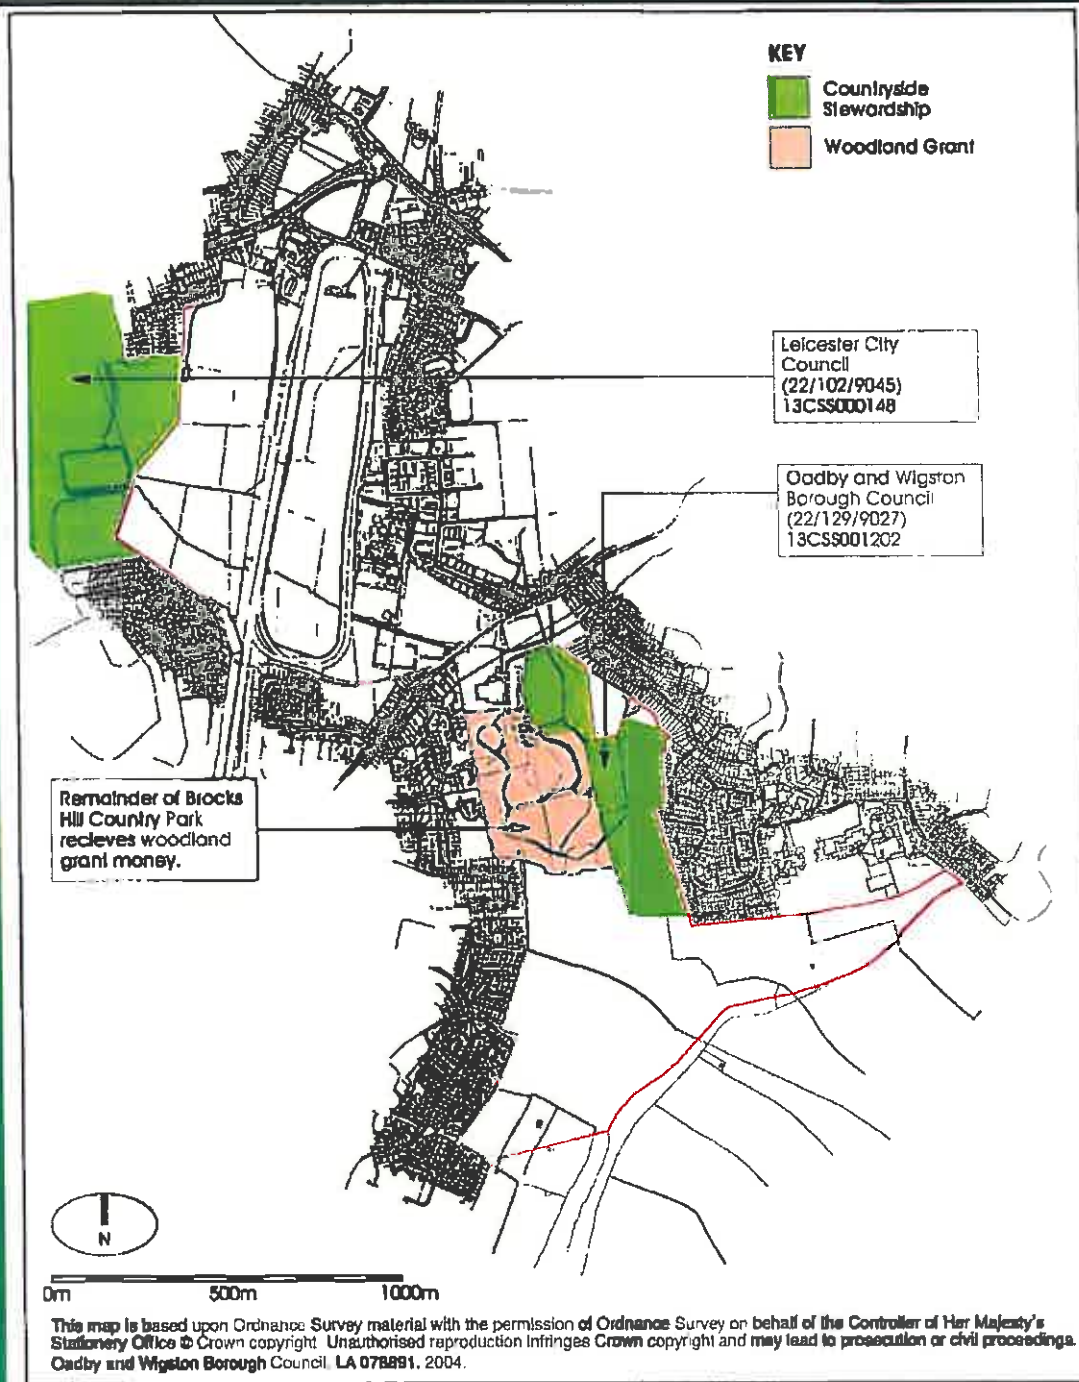 KEY
Countryside
Stewardship
Woodland Grant
Leicester City
Council
(22/102/9045)
13CSS000148
Oadby and Wigston
Borough Council
(22/129/9027)
13CSS001202
Remainder of Brocks
Hill Country Park
recieves woodland
grant money.
N
0m 500m 1000m
This map is based upon Ordnance Survey material with the permission of Ordnance Survey on behalf of the Controller of Her Majesty's
Stationery Office © Crown copyright Unauthorised reproduction infringes Crown copyright and may lead to prosecution or civil proceedings.
Oadby and Wigston Borough Council LA 078891. 2004.